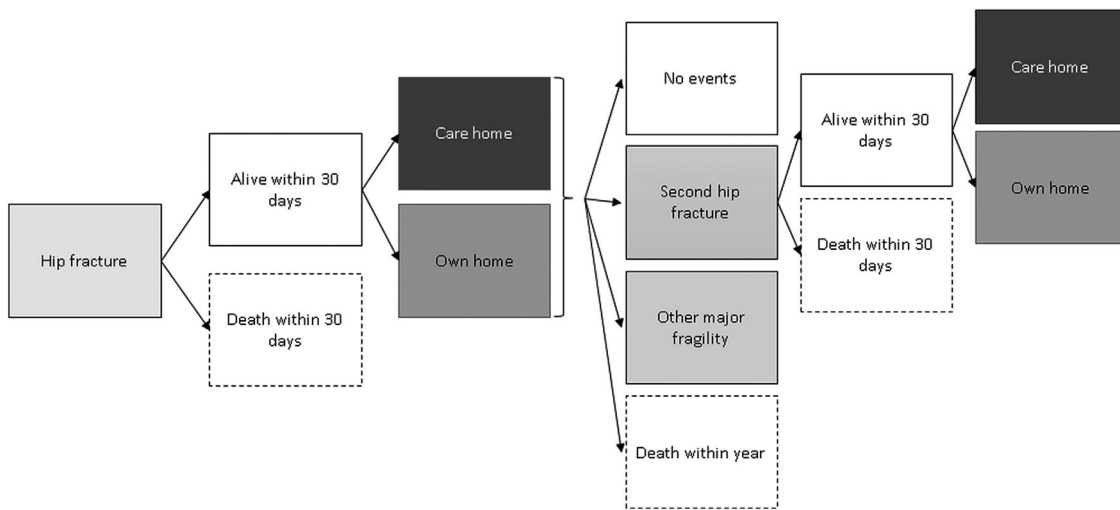 Hip fracture
Alive within 30
days
Death within 30
days
Care home
Own home
No events
Second hip
fracture
Other major
fragility
Death within year
Alive within 30
days
Death within 30
days
Care home
Own home